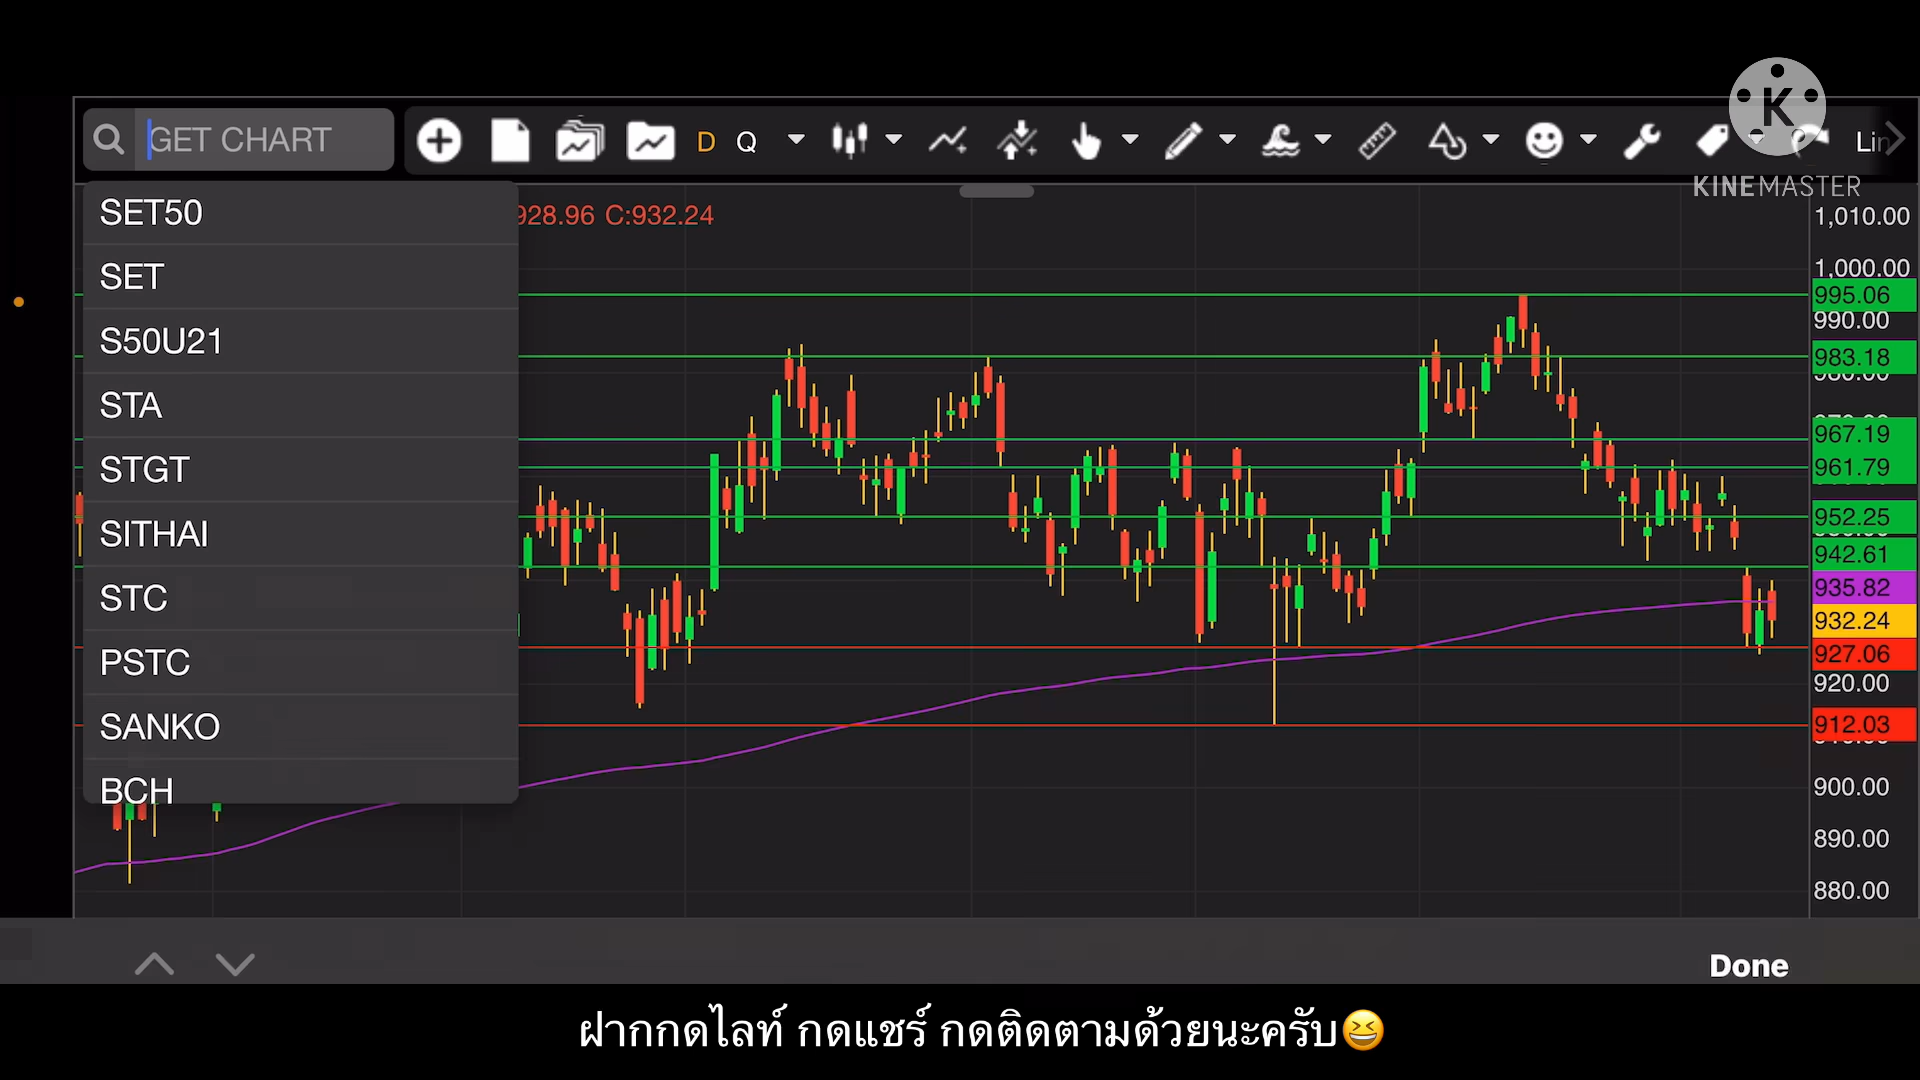 GET CHART
D Q
KINEMASTER
SET50
928.96 C:932.24
SET
S50U21
STA
STGT
SITHAI
STC
PSTC
SANKO
BCH
1,010.00
1,000.00
995.06
990.00
983.18
980.00
967.19
961.79
952.25
942.61
935.82
932.24
927.06
920.00
912.03
900.00
890.00
880.00
Done
ฝากกดไลท์ กดแชร์ กดติดตามด้วยนะครับ😆